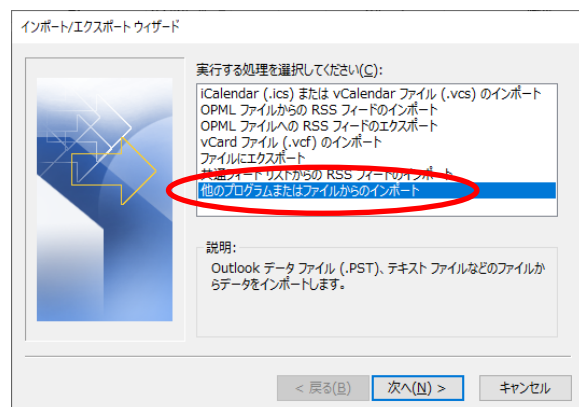 インポート/エクスポート ウィザード
実行する処理を選択してください(C):
iCalendar (.ics) または vCalendar ファイル (.vcs) のインポート
OPML ファイルからの RSS フィードのインポート
OPML ファイルへの RSS フィードのエクスポート
vCard ファイル (.vcf) のインポート
ファイルにエクスポート
共通フィード リストからの RSS フィードのインポート
他のプログラムまたはファイルからのインポート
説明:
Outlook データ ファイル (.PST)、テキスト ファイルなどのファイルか
らデータをインポートします。
< 戻る(B)
次へ(N) >
キャンセル